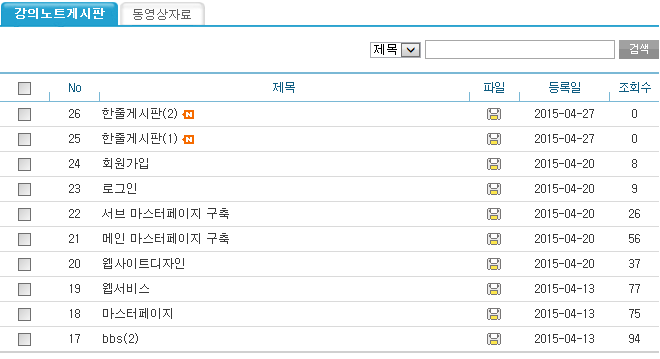 강의노트게시판 동영상자료
제목 검색
No 제목 파일 등록일 조회수
26 한줄게시판(2) N 2015-04-27 0
25 한줄게시판(1) N 2015-04-27 0
24 회원가입 2015-04-20 8
23 로그인 2015-04-20 9
22 서브 마스터페이지 구축 2015-04-20 26
21 메인 마스터페이지 구축 2015-04-20 56
20 웹사이트디자인 2015-04-20 37
19 웹서비스 2015-04-13 77
18 마스터페이지 2015-04-13 75
17 bbs(2) 2015-04-13 94